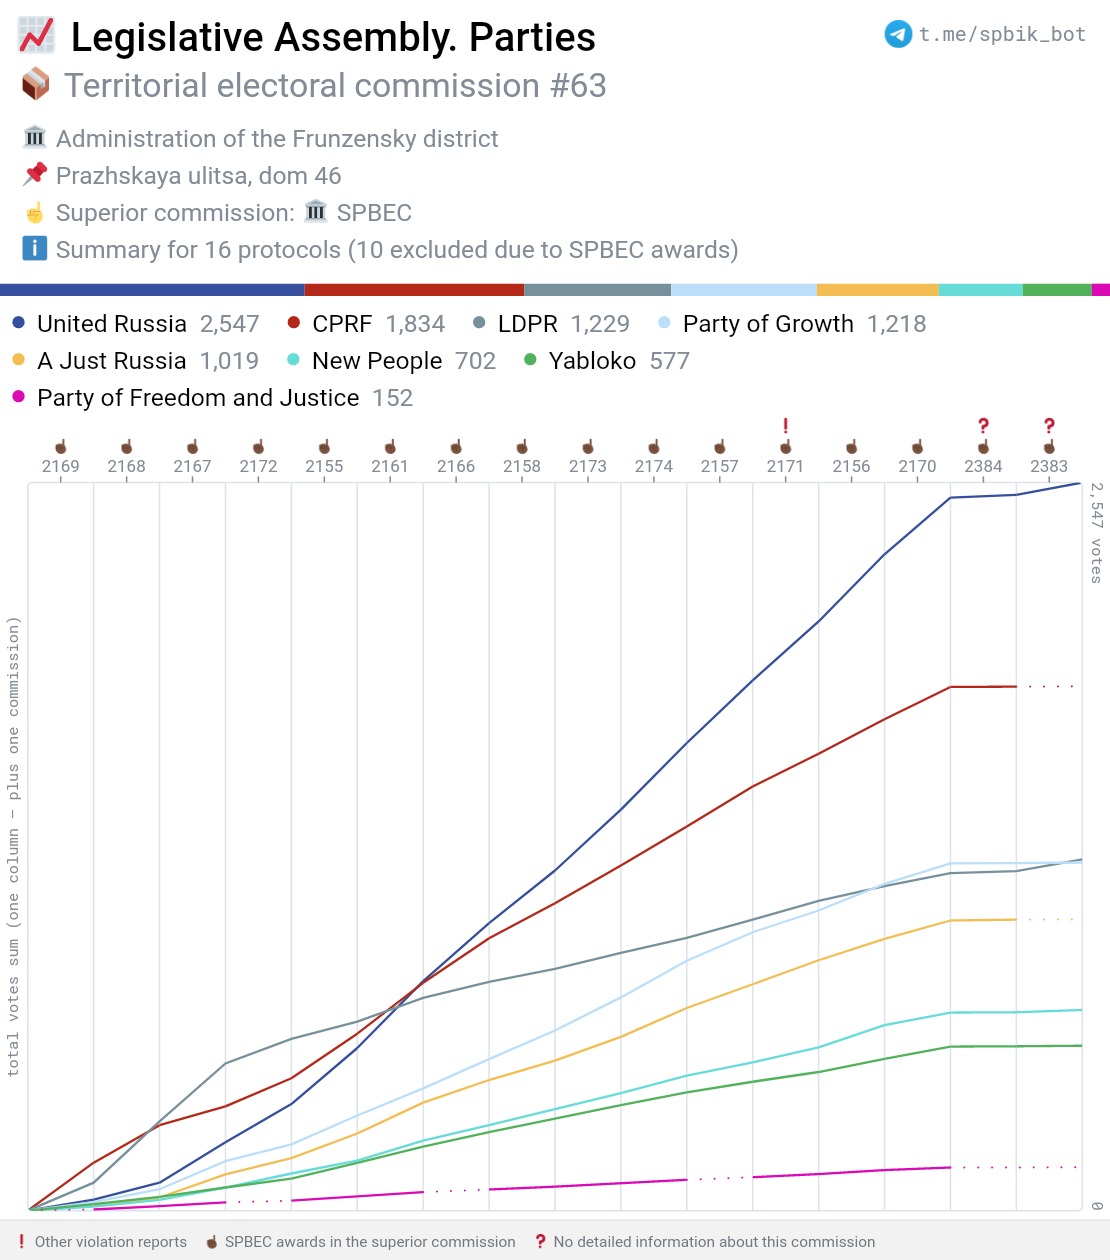 Legislative Assembly. Parties
t.me/spbik_bot
Territorial electoral commission #63
Administration of the Frunzensky district
Prazhskaya ulitsa, dom 46
Superior commission: SPBEC
Summary for 16 protocols (10 excluded due to SPBEC awards)
United Russia 2,547 CPRF 1,834 LDPR 1,229 Party of Growth 1,218
A Just Russia 1,019 New People 702 Yabloko 577
Party of Freedom and Justice 152
2169 2168 2167 2172 2155 2161 2166 2158 2173 2174 2157 2171 2156 2170 2384 2383
2,547 votes
total votes sum (one column – plus one commission)
0
Other violation reports SPBEC awards in the superior commission No detailed information about this commission